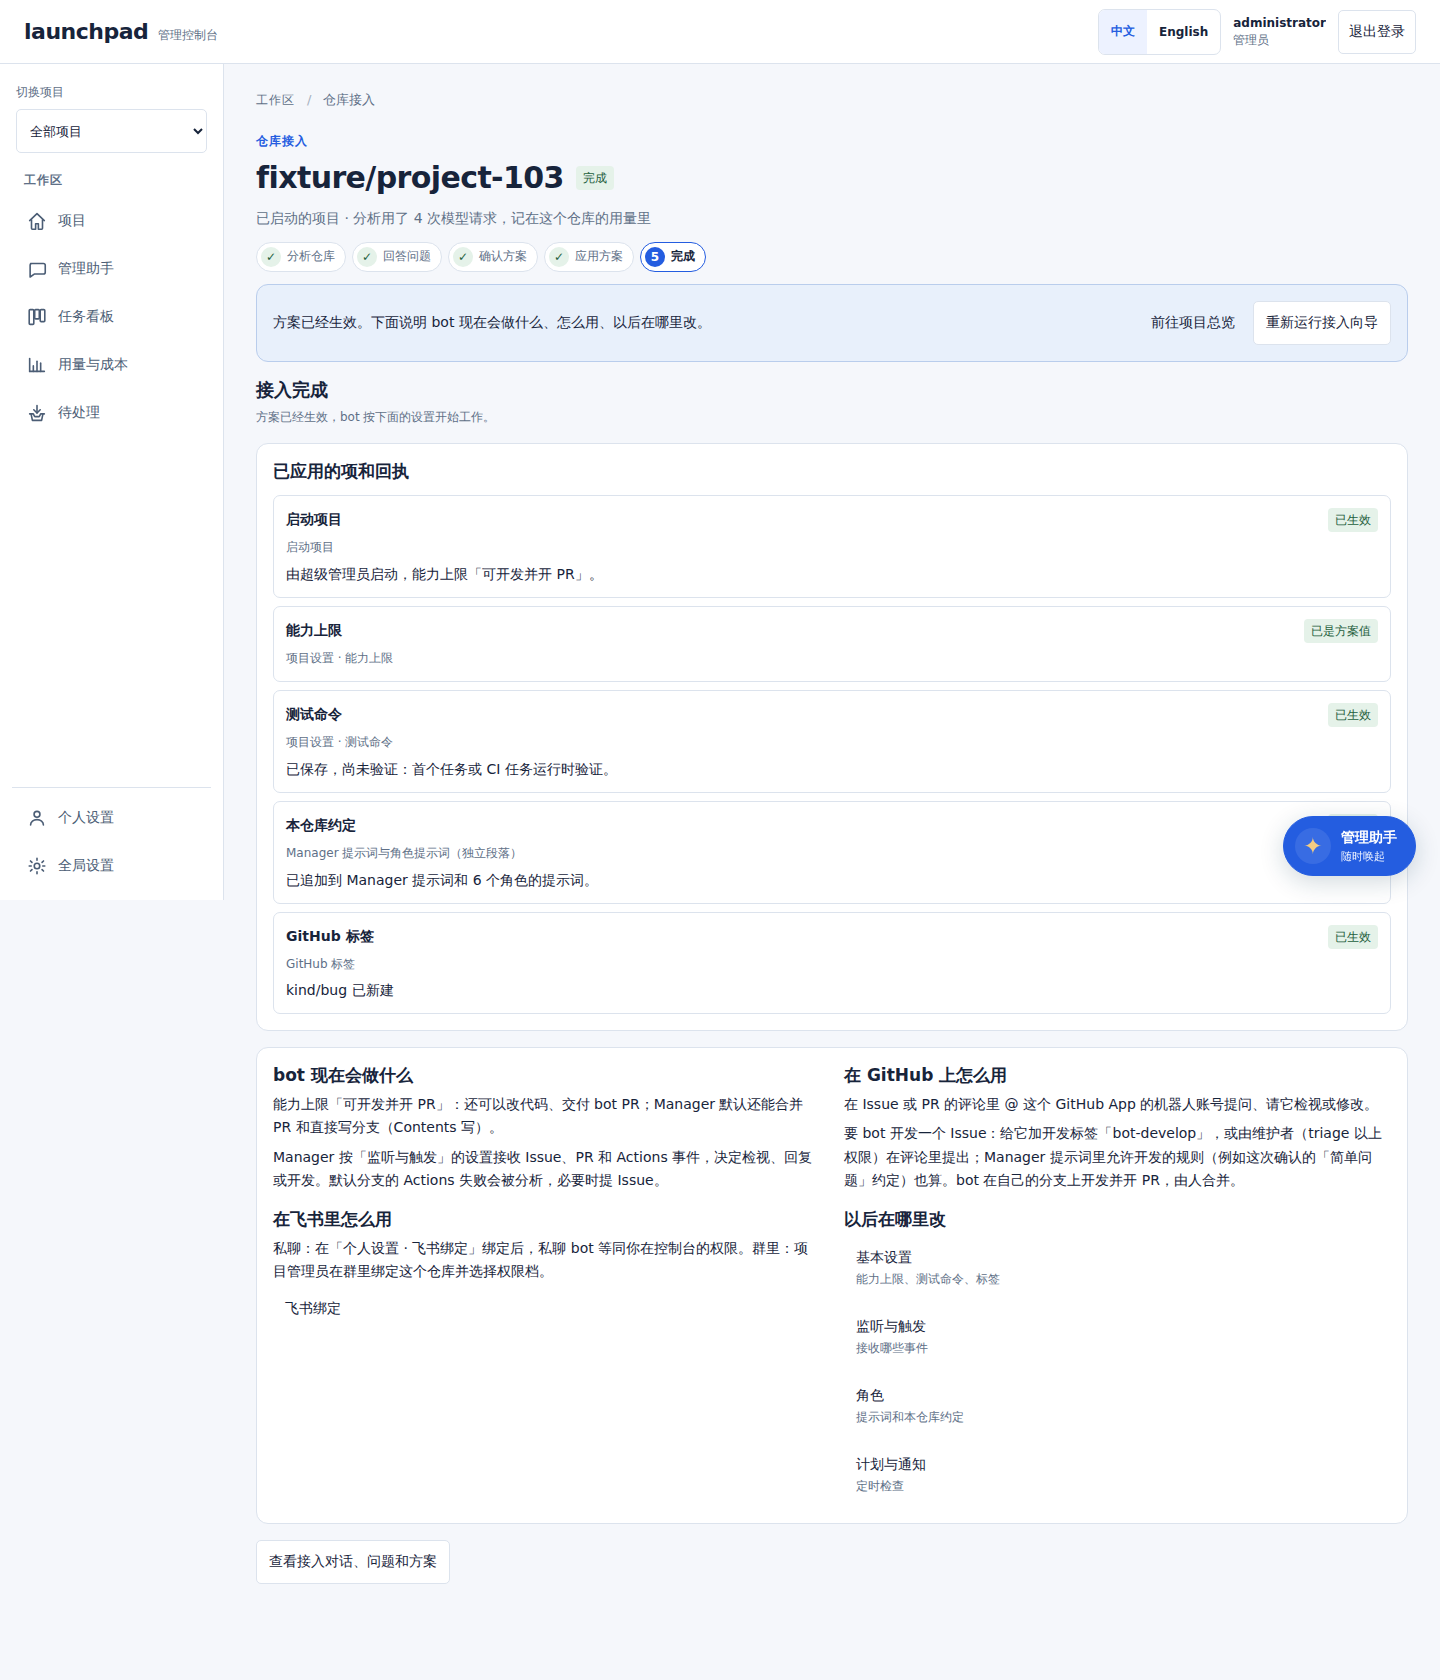 launchpad 管理控制台
中文 English
administrator
管理员
退出登录
切换项目
全部项目
工作区
项目
管理助手
任务看板
用量与成本
待处理
个人设置
全局设置
工作区 / 仓库接入
仓库接入
fixture/project-103 完成
已启动的项目 · 分析用了 4 次模型请求，记在这个仓库的用量里
✓ 分析仓库 ✓ 回答问题 ✓ 确认方案 ✓ 应用方案 5 完成
方案已经生效。下面说明 bot 现在会做什么、怎么用、以后在哪里改。 前往项目总览 重新运行接入向导
接入完成
方案已经生效，bot 按下面的设置开始工作。
已应用的项和回执
启动项目 已生效
启动项目
由超级管理员启动，能力上限「可开发并开 PR」。
能力上限 已是方案值
项目设置 · 能力上限
测试命令 已生效
项目设置 · 测试命令
已保存，尚未验证：首个任务或 CI 任务运行时验证。
本仓库约定
Manager 提示词与角色提示词（独立段落）
已追加到 Manager 提示词和 6 个角色的提示词。
✦ 管理助手
随时唤起
GitHub 标签 已生效
GitHub 标签
kind/bug 已新建
bot 现在会做什么
能力上限「可开发并开 PR」：还可以改代码、交付 bot PR；Manager 默认还能合并
PR 和直接写分支（Contents 写）。
Manager 按「监听与触发」的设置接收 Issue、PR 和 Actions 事件，决定检视、回复
或开发。默认分支的 Actions 失败会被分析，必要时提 Issue。
在 GitHub 上怎么用
在 Issue 或 PR 的评论里 @ 这个 GitHub App 的机器人账号提问、请它检视或修改。
要 bot 开发一个 Issue：给它加开发标签「bot-develop」，或由维护者（triage 以上
权限）在评论里提出；Manager 提示词里允许开发的规则（例如这次确认的「简单问
题」约定）也算。bot 在自己的分支上开发并开 PR，由人合并。
在飞书里怎么用
私聊：在「个人设置 · 飞书绑定」绑定后，私聊 bot 等同你在控制台的权限。群里：项
目管理员在群里绑定这个仓库并选择权限档。
飞书绑定
以后在哪里改
基本设置
能力上限、测试命令、标签
监听与触发
接收哪些事件
角色
提示词和本仓库约定
计划与通知
定时检查
查看接入对话、问题和方案